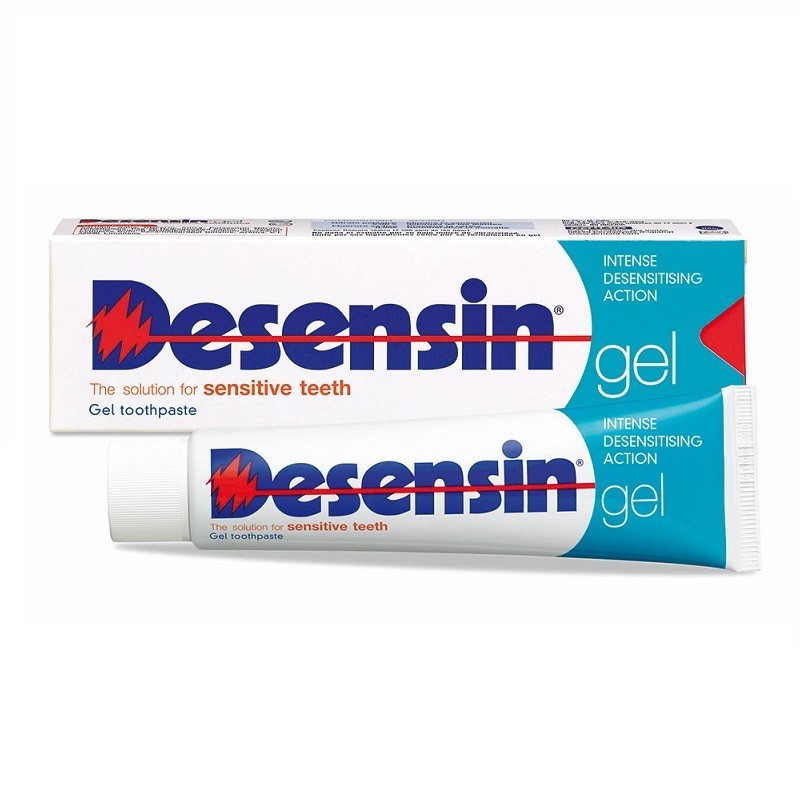 Desensin®
The solution for sensitive teeth
Gel toothpaste
INTENSE
DESENSITISING
ACTION
gel
Desensin®
The solution for sensitive teeth
Gel toothpaste
INTENSE
DESENSITISING
ACTION
gel